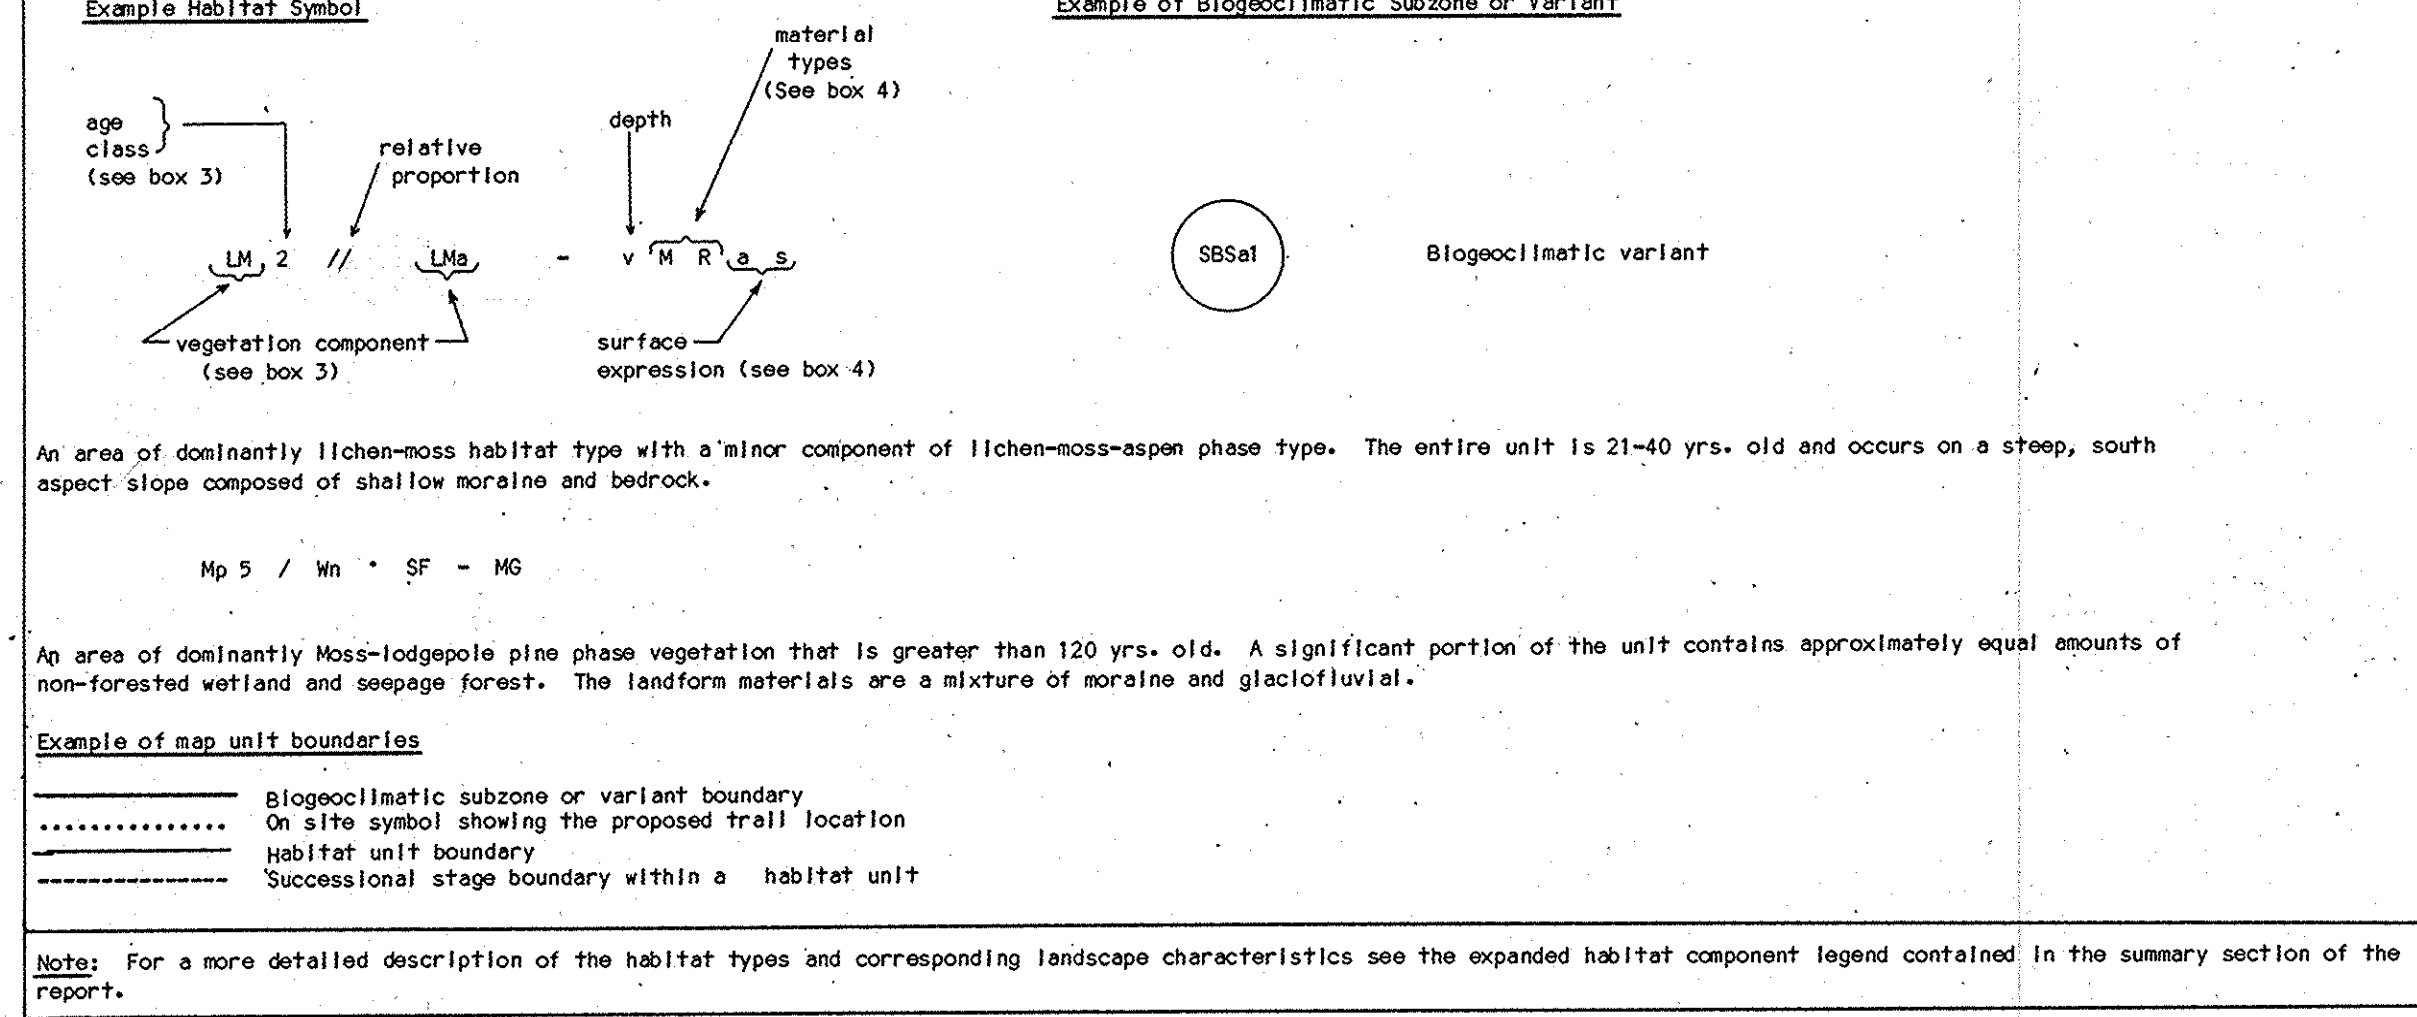 Example Habitat Symbol
Example of Biogeoclimatic Subzone or Variant
material
types
(See box 4)
age
class
(see box 3)
relative
proportion
depth
LM 2 // LMa - v M R a s
vegetation component
(see box 3)
surface
expression (see box 4)
SBSa1
Biogeoclimatic variant
An area of dominantly lichen-moss habitat type with a minor component of lichen-moss-aspen phase type. The entire unit is 21-40 yrs. old and occurs on a steep, south
aspect slope composed of shallow moraine and bedrock.
Mp 5 / Wn · SF - MG
An area of dominantly Moss-lodgepole pine phase vegetation that is greater than 120 yrs. old. A significant portion of the unit contains approximately equal amounts of
non-forested wetland and seepage forest. The landform materials are a mixture of moraine and glaciofluvial.
Example of map unit boundaries
Biogeoclimatic subzone or variant boundary
On site symbol showing the proposed trail location
Habitat unit boundary
Successional stage boundary within a habitat unit
Note: For a more detailed description of the habitat types and corresponding landscape characteristics see the expanded habitat component legend contained in the summary section of the
report.